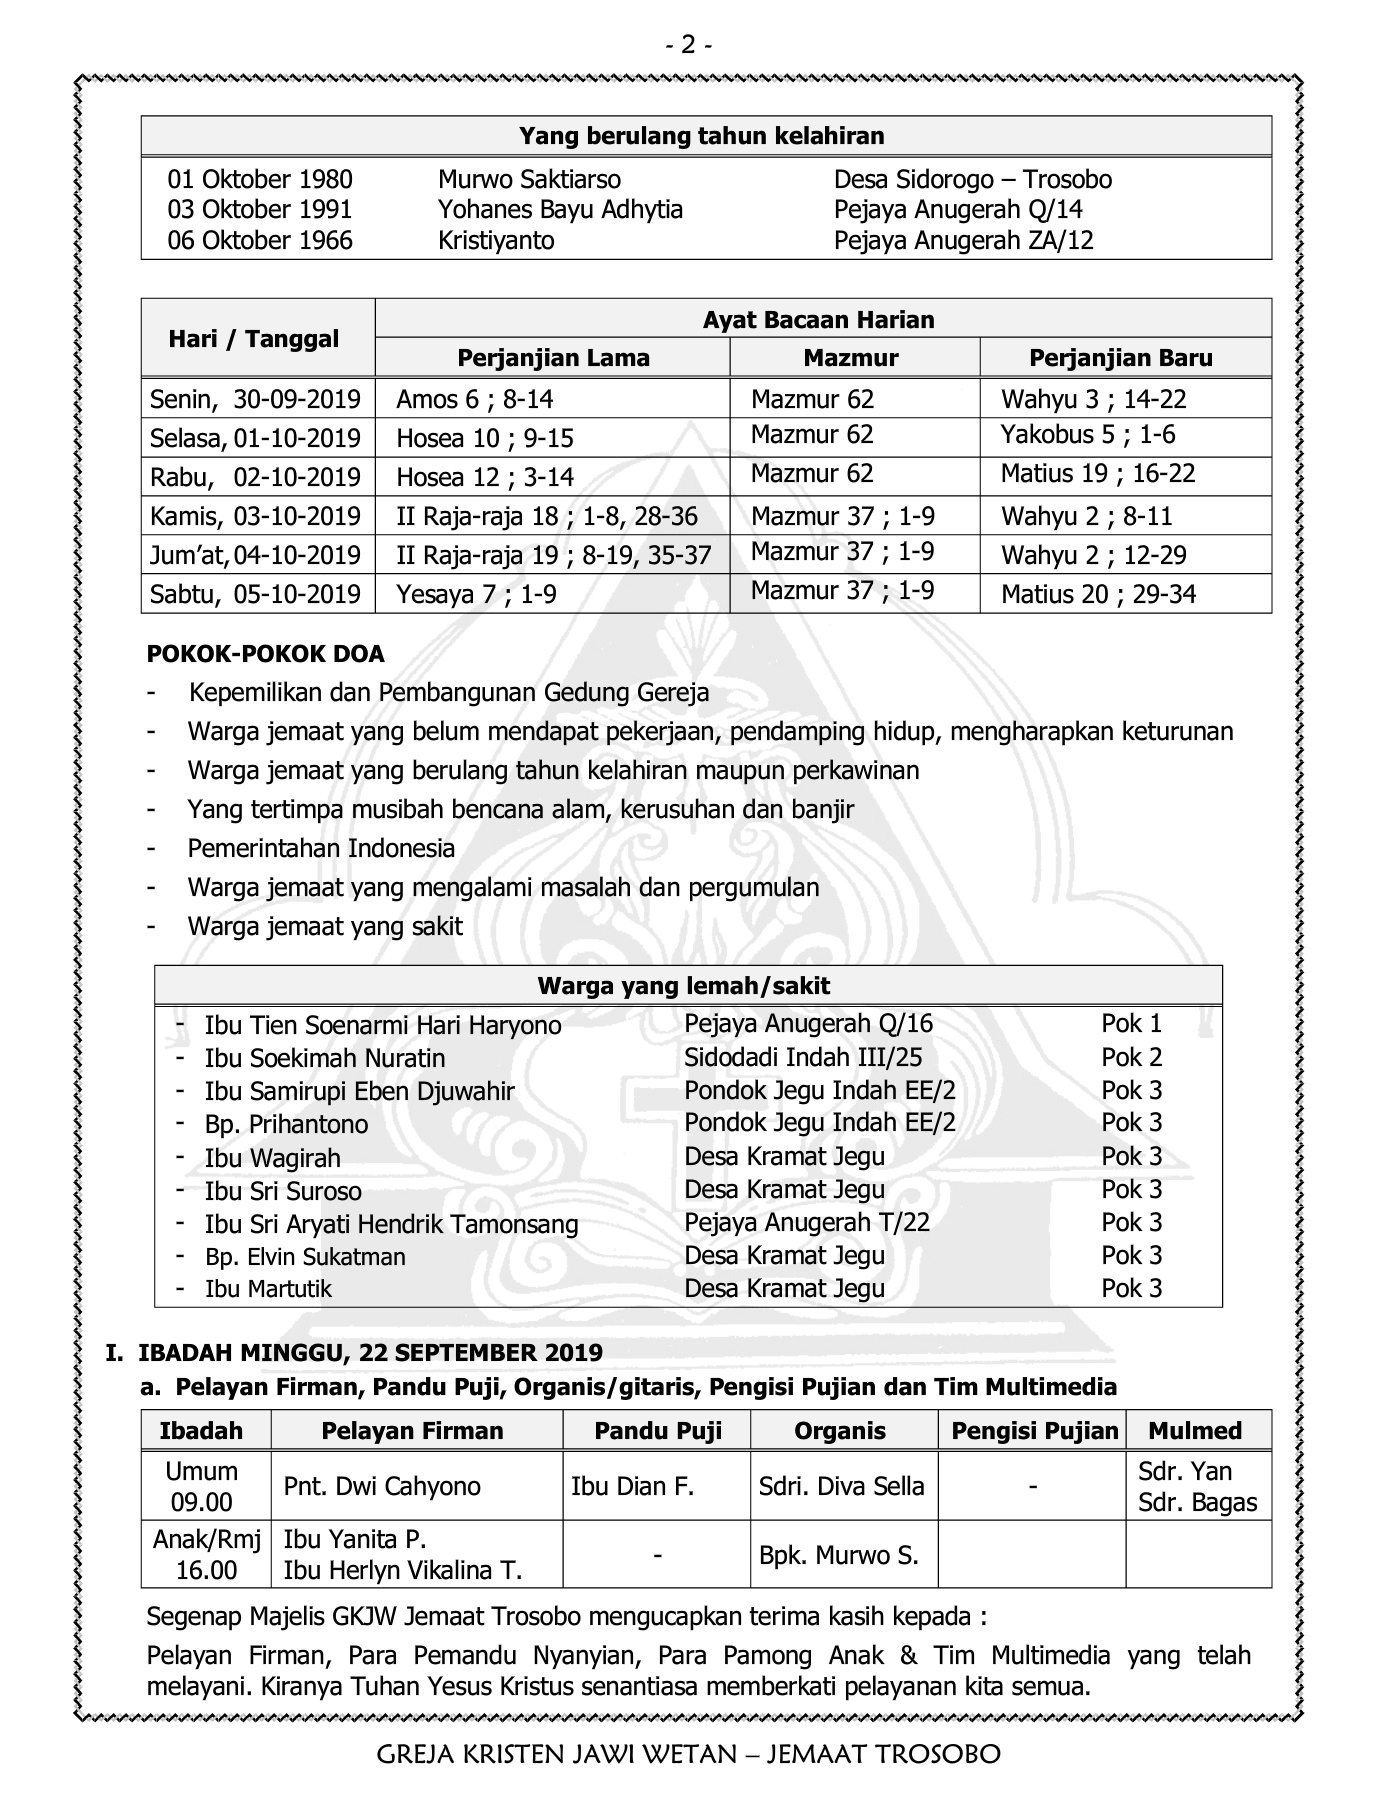 - 2 -
Yang berulang tahun kelahiran
01 Oktober 1980 Murwo Saktiarso Desa Sidorogo – Trosobo
03 Oktober 1991 Yohanes Bayu Adhytia Pejaya Anugerah Q/14
06 Oktober 1966 Kristiyanto Pejaya Anugerah ZA/12
Hari / Tanggal Ayat Bacaan Harian
Perjanjian Lama Mazmur Perjanjian Baru
Senin, 30-09-2019 Amos 6 ; 8-14 Mazmur 62 Wahyu 3 ; 14-22
Selasa, 01-10-2019 Hosea 10 ; 9-15 Mazmur 62 Yakobus 5 ; 1-6
Rabu, 02-10-2019 Hosea 12 ; 3-14 Mazmur 62 Matius 19 ; 16-22
Kamis, 03-10-2019 II Raja-raja 18 ; 1-8, 28-36 Mazmur 37 ; 1-9 Wahyu 2 ; 8-11
Jum’at, 04-10-2019 II Raja-raja 19 ; 8-19, 35-37 Mazmur 37 ; 1-9 Wahyu 2 ; 12-29
Sabtu, 05-10-2019 Yesaya 7 ; 1-9 Mazmur 37 ; 1-9 Matius 20 ; 29-34
POKOK-POKOK DOA
- Kepemilikan dan Pembangunan Gedung Gereja
- Warga jemaat yang belum mendapat pekerjaan, pendamping hidup, mengharapkan keturunan
- Warga jemaat yang berulang tahun kelahiran maupun perkawinan
- Yang tertimpa musibah bencana alam, kerusuhan dan banjir
- Pemerintahan Indonesia
- Warga jemaat yang mengalami masalah dan pergumulan
- Warga jemaat yang sakit
Warga yang lemah/sakit
- Ibu Tien Soenarmi Hari Haryono Pejaya Anugerah Q/16 Pok 1
- Ibu Soekimah Nuratin Sidodadi Indah III/25 Pok 2
- Ibu Samirupi Eben Djuwahir Pondok Jegu Indah EE/2 Pok 3
- Bp. Prihantono Pondok Jegu Indah EE/2 Pok 3
- Ibu Wagirah Desa Kramat Jegu Pok 3
- Ibu Sri Suroso Desa Kramat Jegu Pok 3
- Ibu Sri Aryati Hendrik Tamonsang Pejaya Anugerah T/22 Pok 3
- Bp. Elvin Sukatman Desa Kramat Jegu Pok 3
- Ibu Martutik Desa Kramat Jegu Pok 3
I. IBADAH MINGGU, 22 SEPTEMBER 2019
a. Pelayan Firman, Pandu Puji, Organis/gitaris, Pengisi Pujian dan Tim Multimedia
Ibadah Pelayan Firman Pandu Puji Organis Pengisi Pujian Mulmed
Umum 09.00 Pnt. Dwi Cahyono Ibu Dian F. Sdri. Diva Sella - Sdr. Yan Sdr. Bagas
Anak/Rmj 16.00 Ibu Yanita P. Ibu Herlyn Vikalina T. - Bpk. Murwo S.
Segenap Majelis GKJW Jemaat Trosobo mengucapkan terima kasih kepada :
Pelayan Firman, Para Pemandu Nyanyian, Para Pamong Anak & Tim Multimedia yang telah
melayani. Kiranya Tuhan Yesus Kristus senantiasa memberkati pelayanan kita semua.
GREJA KRISTEN JAWI WETAN – JEMAAT TROSOBO